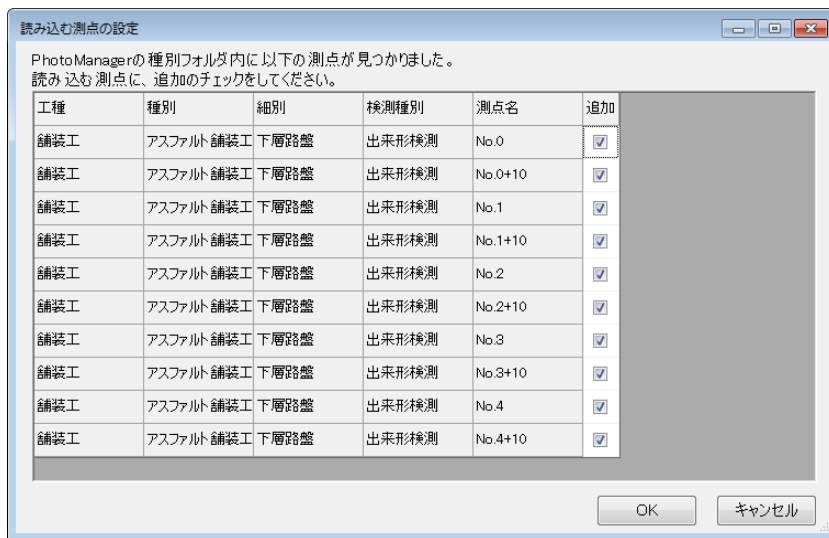 読み込む測点の設定
PhotoManagerの種別フォルダ内に以下の測点が見つかりました。
読み込む測点に、追加のチェックをしてください。
工種 種別 細別 検測種別 測点名 追加
舗装工 アスファルト舗装工 下層路盤 出来形検測 No.0
舗装工 アスファルト舗装工 下層路盤 出来形検測 No.0+10
舗装工 アスファルト舗装工 下層路盤 出来形検測 No.1
舗装工 アスファルト舗装工 下層路盤 出来形検測 No.1+10
舗装工 アスファルト舗装工 下層路盤 出来形検測 No.2
舗装工 アスファルト舗装工 下層路盤 出来形検測 No.2+10
舗装工 アスファルト舗装工 下層路盤 出来形検測 No.3
舗装工 アスファルト舗装工 下層路盤 出来形検測 No.3+10
舗装工 アスファルト舗装工 下層路盤 出来形検測 No.4
舗装工 アスファルト舗装工 下層路盤 出来形検測 No.4+10
OK キャンセル